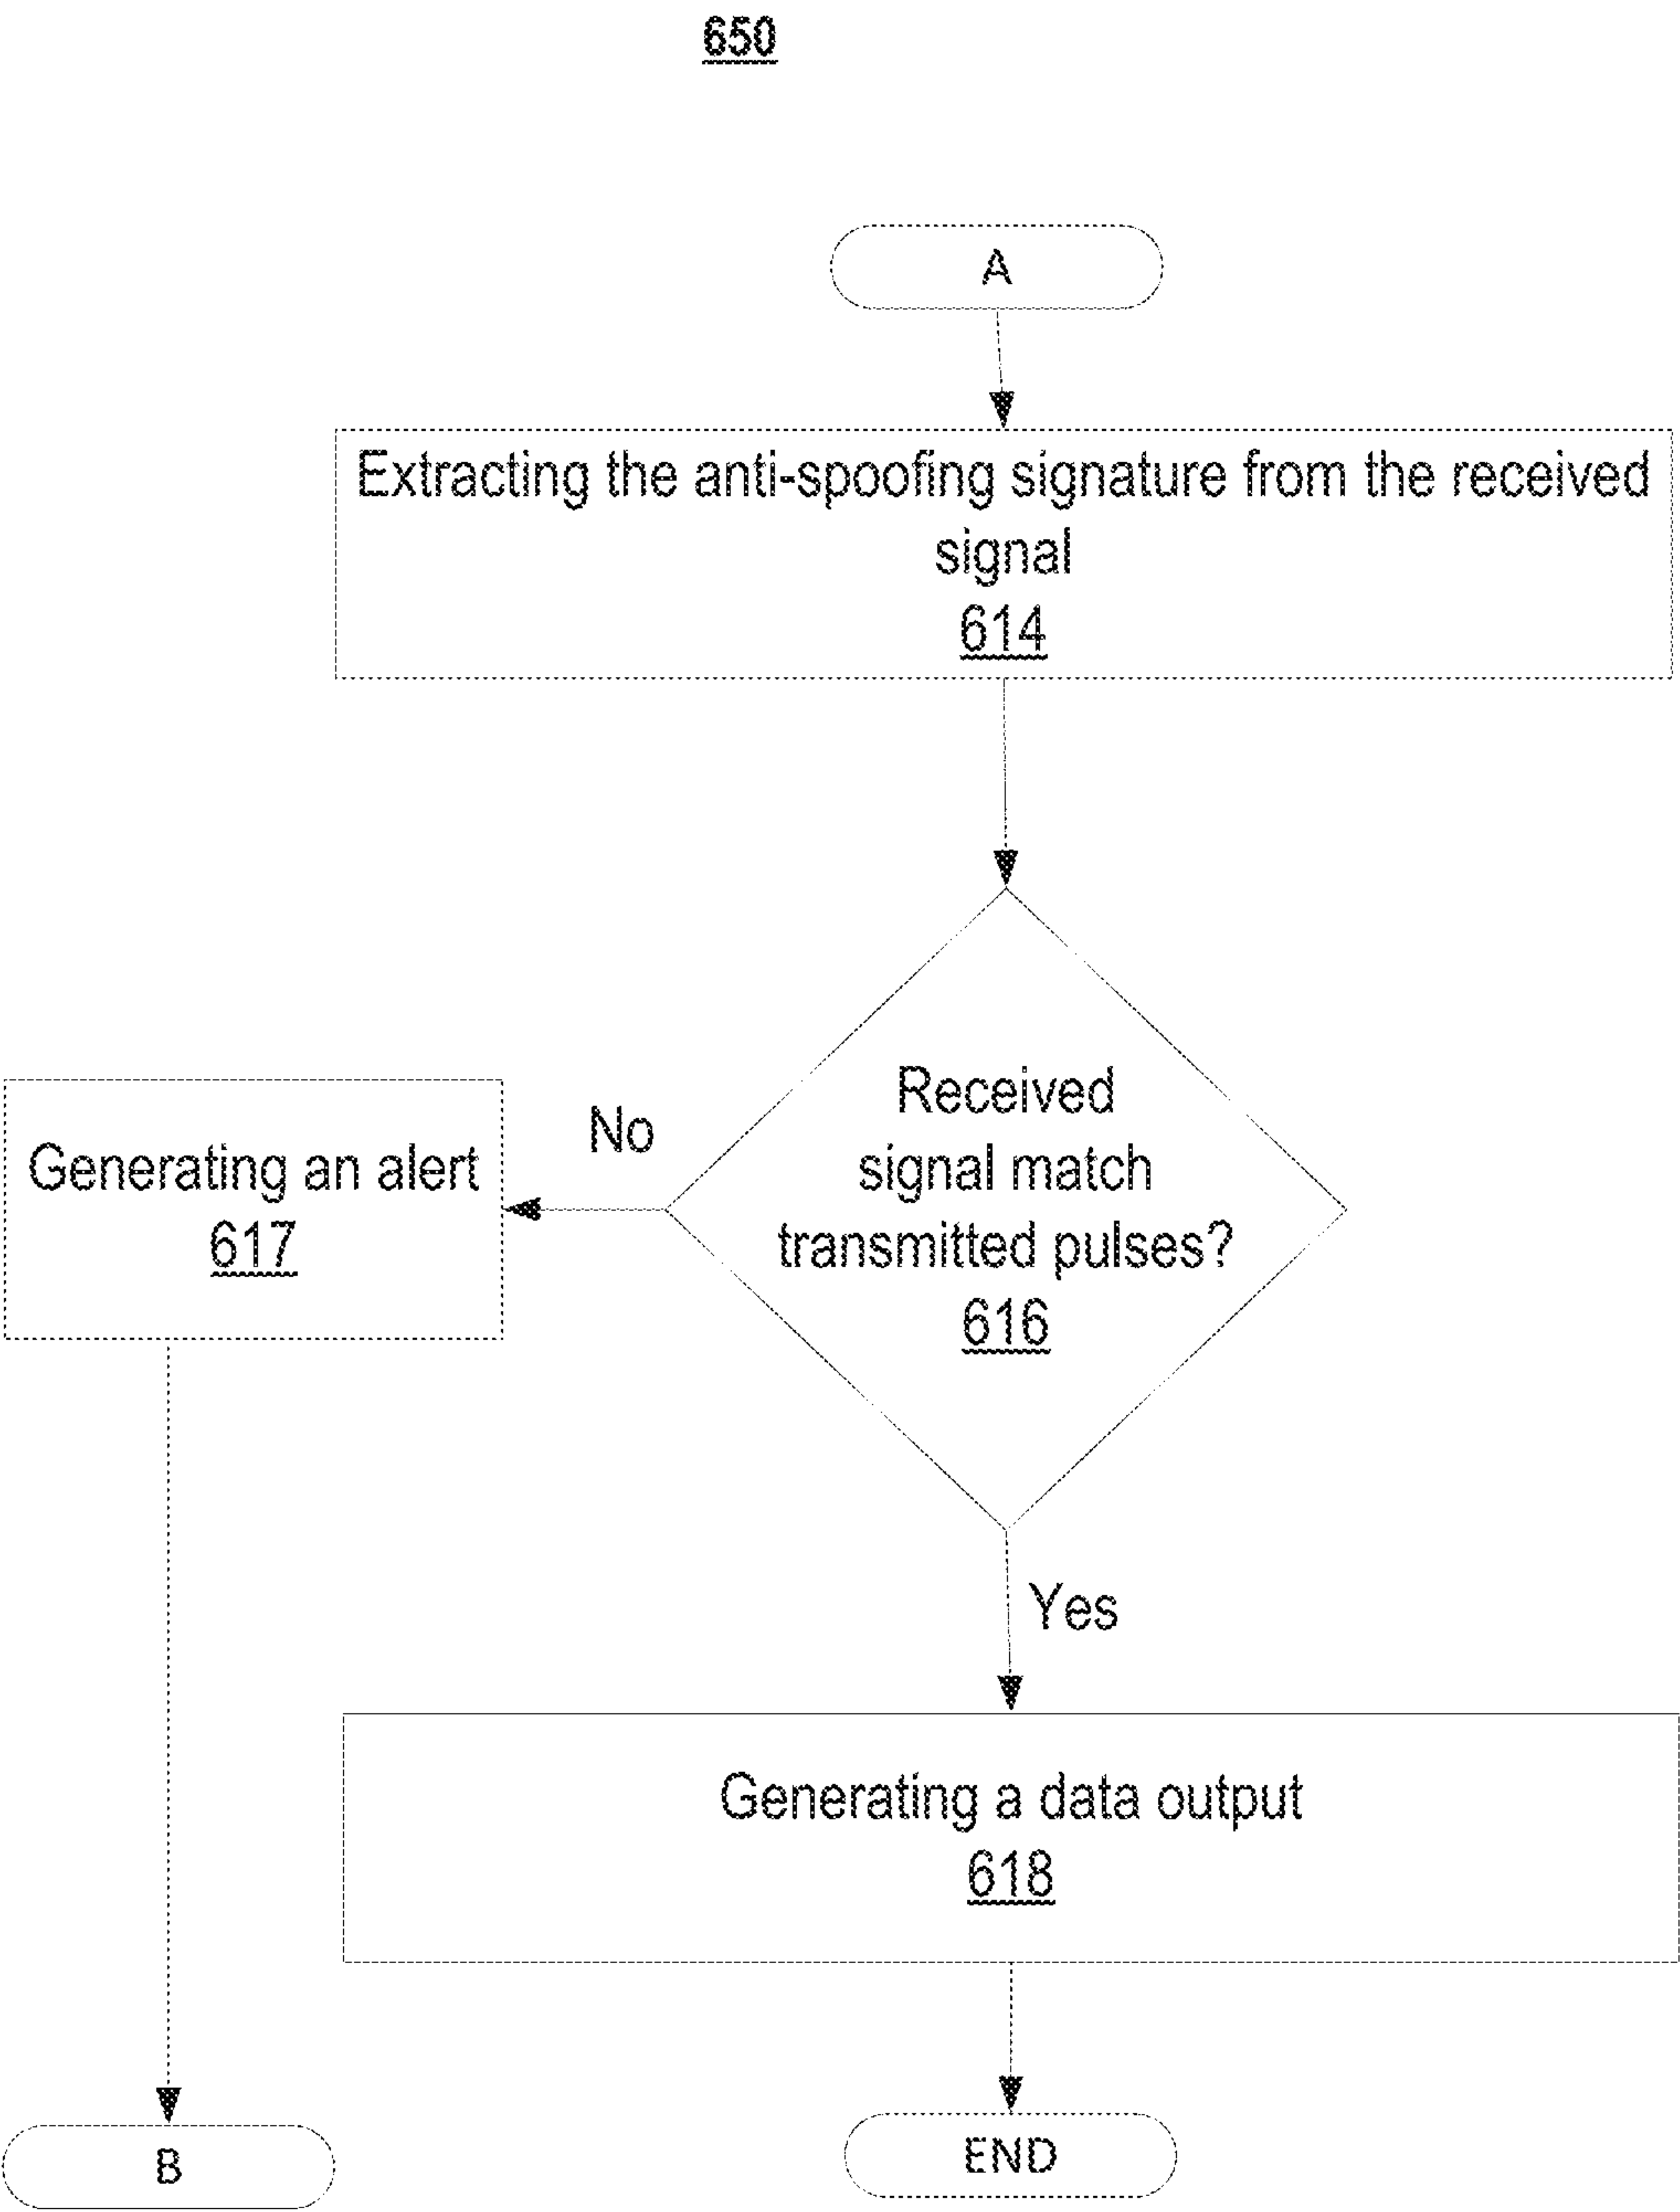 650
A
Extracting the anti-spoofing signature from the received
signal
614
Received
signal match
transmitted pulses?
616
No
Generating an alert
617
Yes
Generating a data output
618
B
END